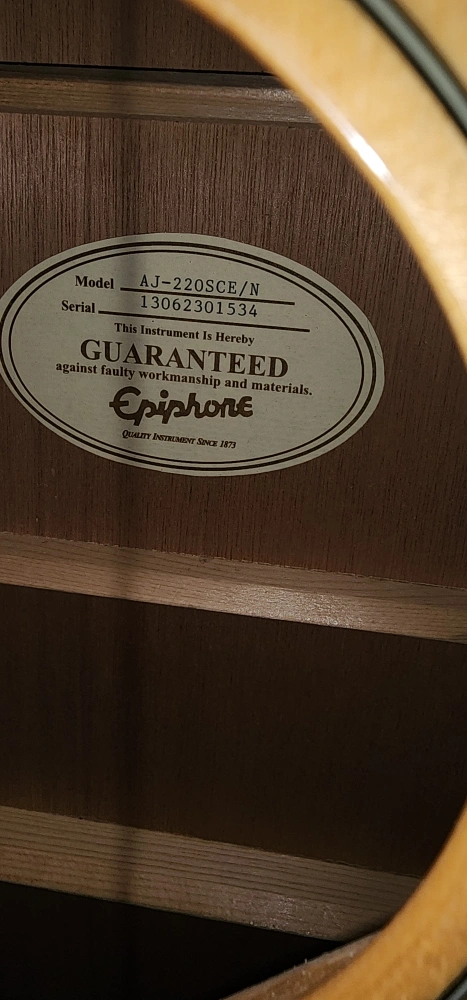 Model AJ-220SCE/N
Serial 13062301534
This Instrument Is Hereby
GUARANTEED
against faulty workmanship and materials.
Epiphone
Quality Instrument Since 1873